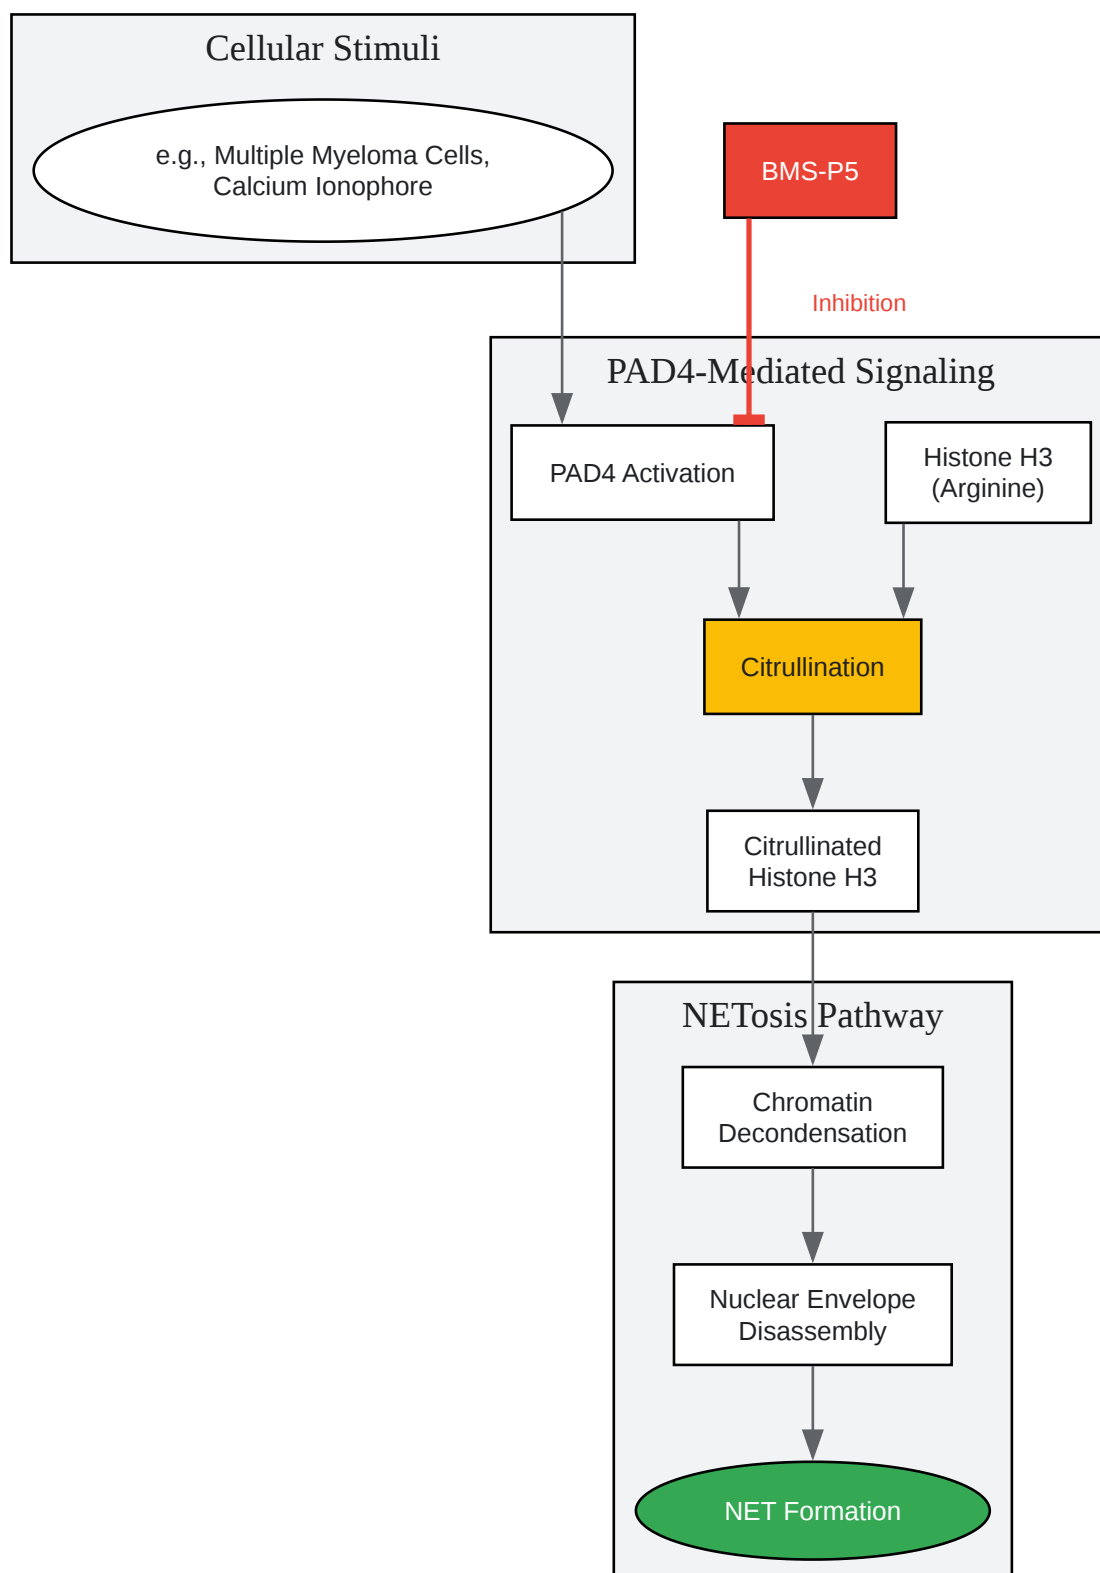 Cellular Stimuli
e.g., Multiple Myeloma Cells,
Calcium Ionophore
BMS-P5
Inhibition
PAD4-Mediated Signaling
PAD4 Activation
Histone H3
(Arginine)
Citrullination
Citrullinated
Histone H3
NETosis Pathway
Chromatin
Decondensation
Nuclear Envelope
Disassembly
NET Formation